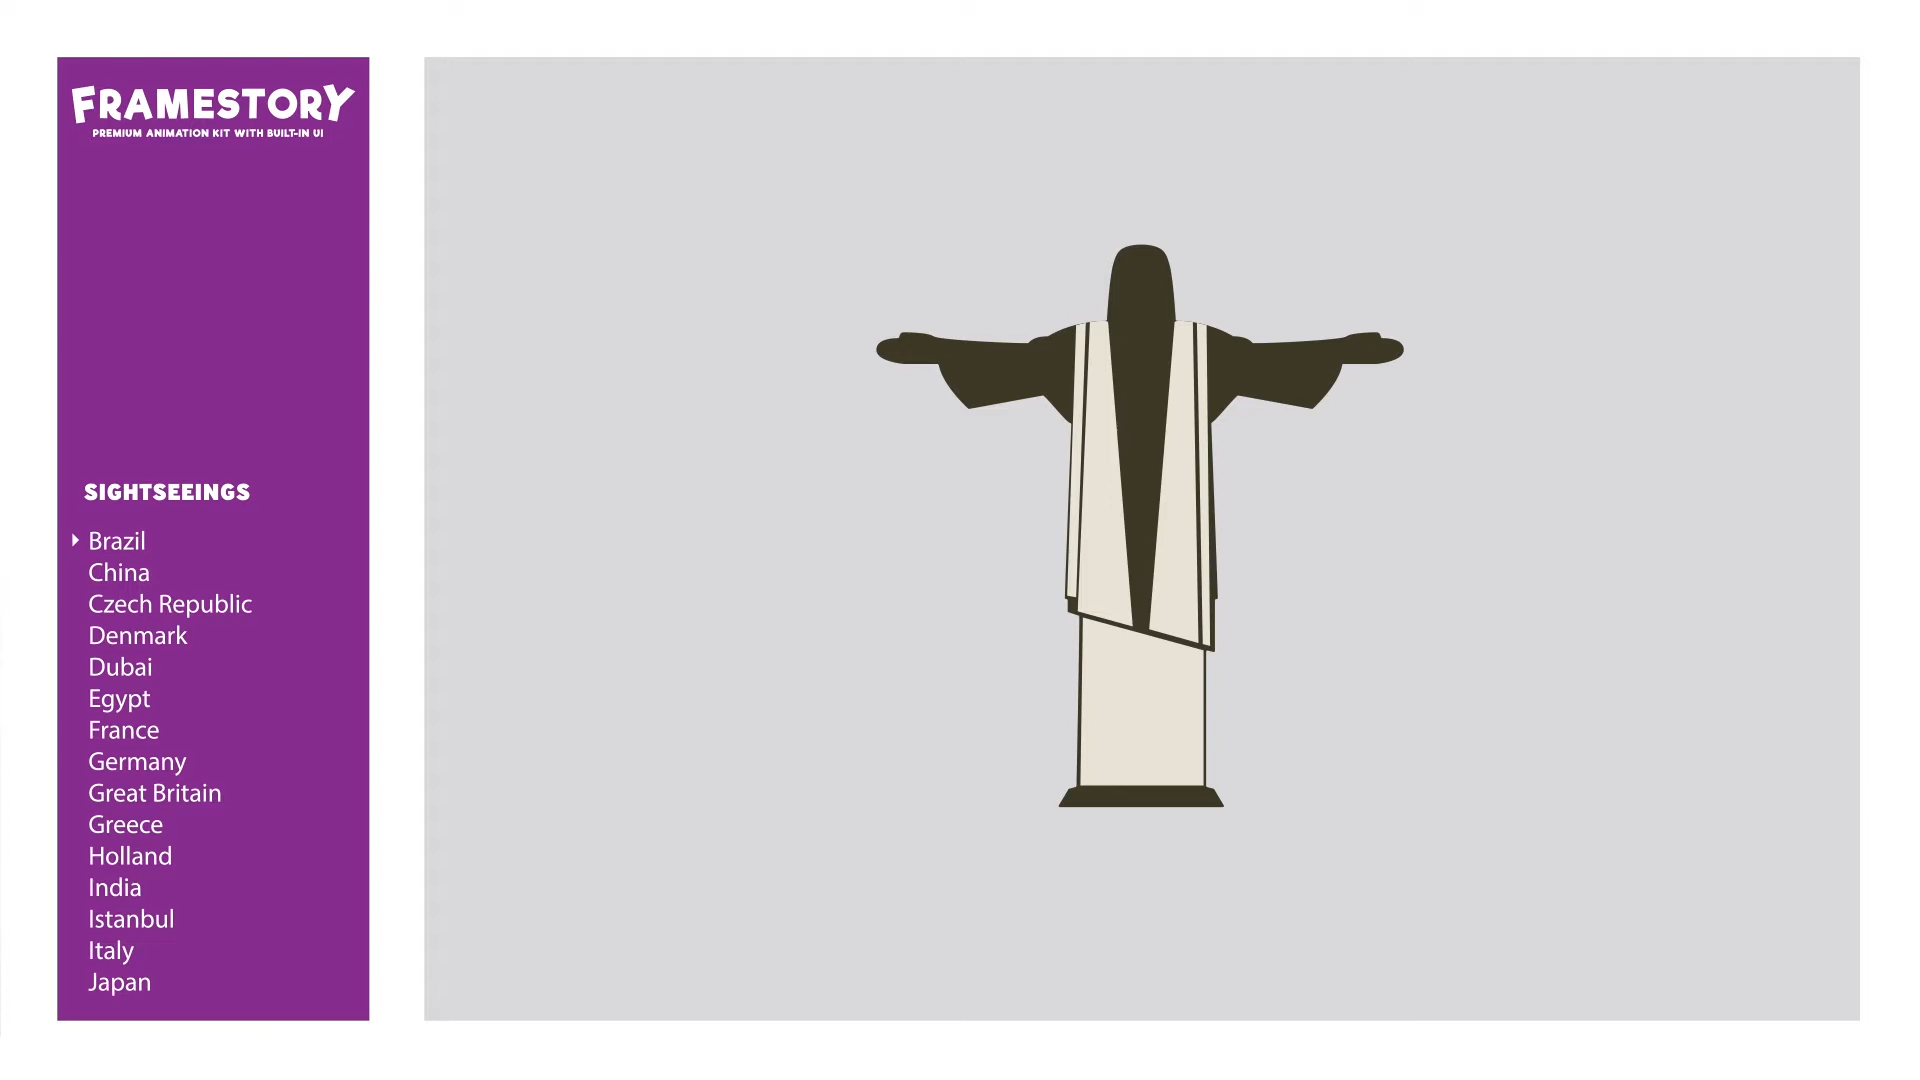 FRAMESTORY
PREMIUM ANIMATION KIT WITH BUILT-IN UI
SIGHTSEEINGS
Brazil
China
Czech Republic
Denmark
Dubai
Egypt
France
Germany
Great Britain
Greece
Holland
India
Istanbul
Italy
Japan